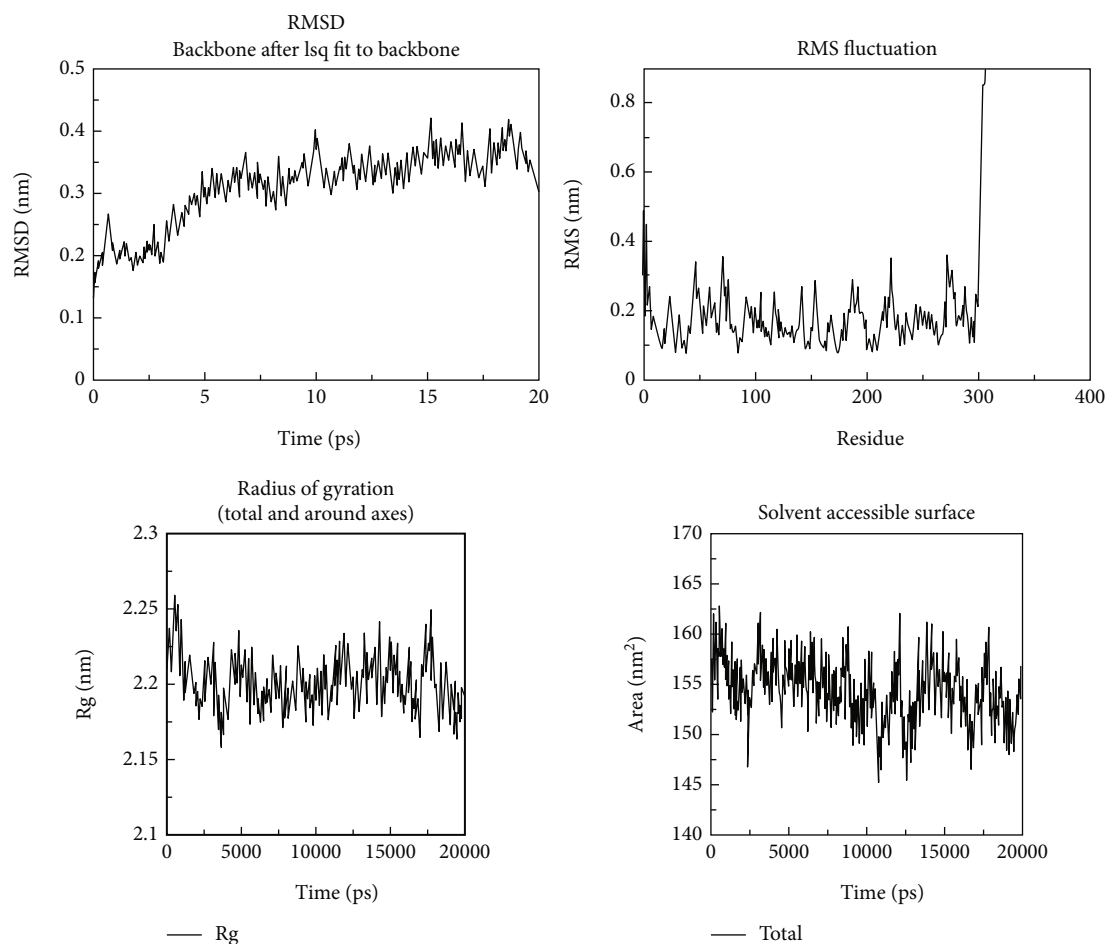 RMSD
Backbone after lsq fit to backbone
0.5
0.4
0.3
0.2
0.1
0
RMSD (nm)
0 5 10 15 20
Time (ps)
RMS fluctuation
0.8
0.6
0.4
0.2
0
RMS (nm)
0 100 200 300 400
Residue
Radius of gyration
(total and around axes)
2.3
2.25
2.2
2.15
2.1
Rg (nm)
0 5000 10000 15000 20000
Time (ps)
Rg
Solvent accessible surface
170
165
160
155
150
145
140
Area (nm²)
0 5000 10000 15000 20000
Time (ps)
Total